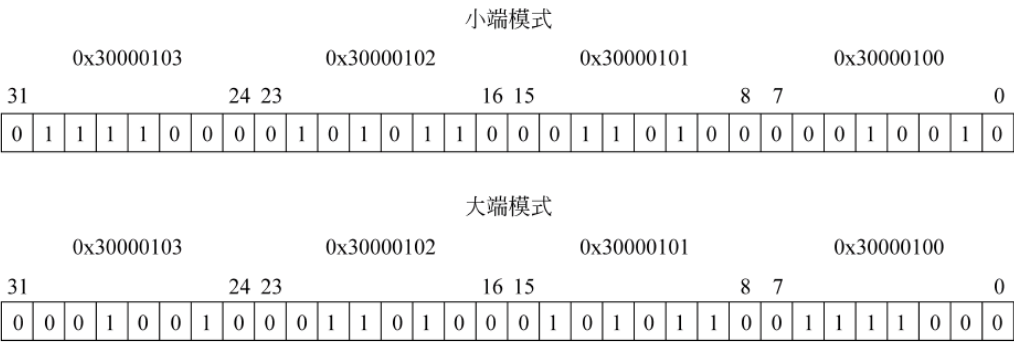 小端模式
0x30000103 0x30000102 0x30000101 0x30000100
31 24 23 16 15 8 7 0
0 1 1 1 1 0 0 0 0 1 0 1 0 1 1 0 0 0 1 1 0 1 0 0 0 0 0 1 0 0 1 0
大端模式
0x30000103 0x30000102 0x30000101 0x30000100
31 24 23 16 15 8 7 0
0 0 0 1 0 0 1 0 0 0 1 1 0 1 0 0 0 1 0 1 0 1 1 0 0 1 1 1 1 0 0 0